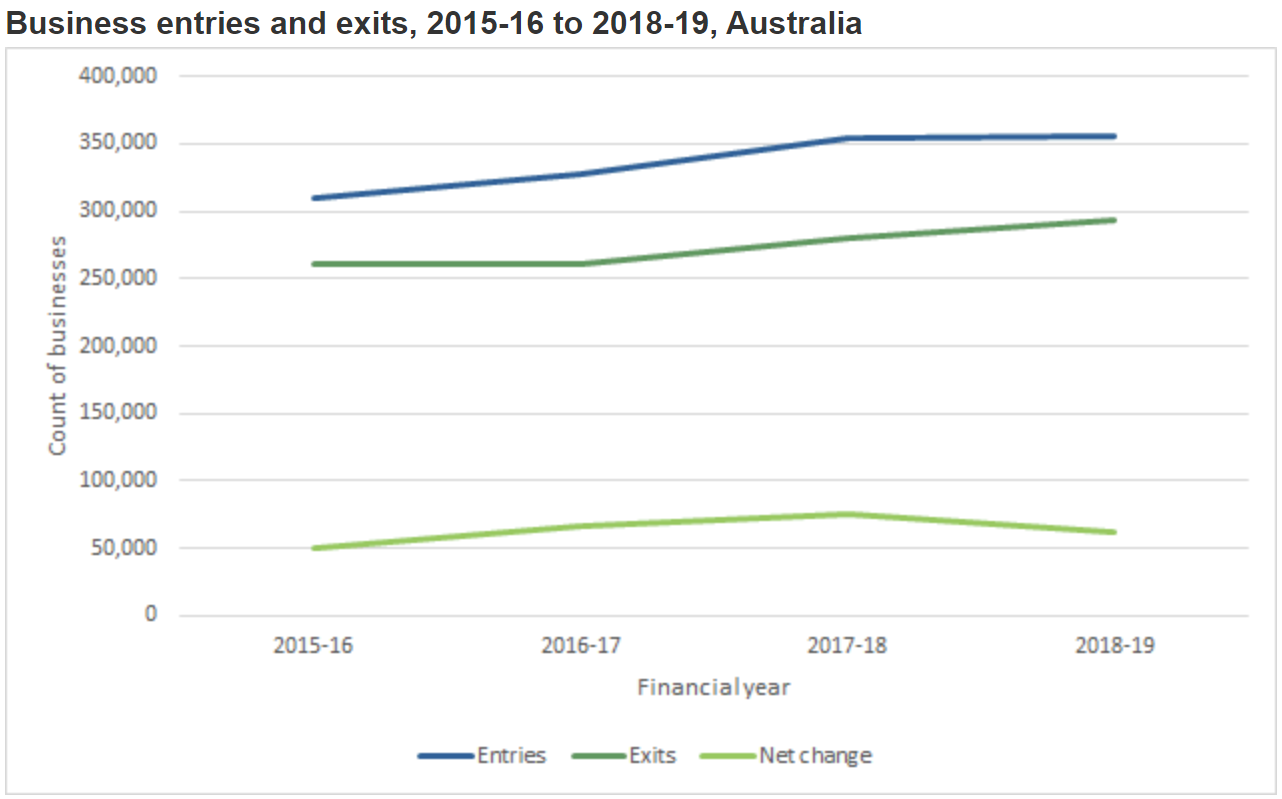 Business entries and exits, 2015-16 to 2018-19, Australia
400,000
350,000
300,000
250,000
200,000
150,000
100,000
50,000
0
Count of businesses
2015-16 2016-17 2017-18 2018-19
Financial year
Entries Exits Net change